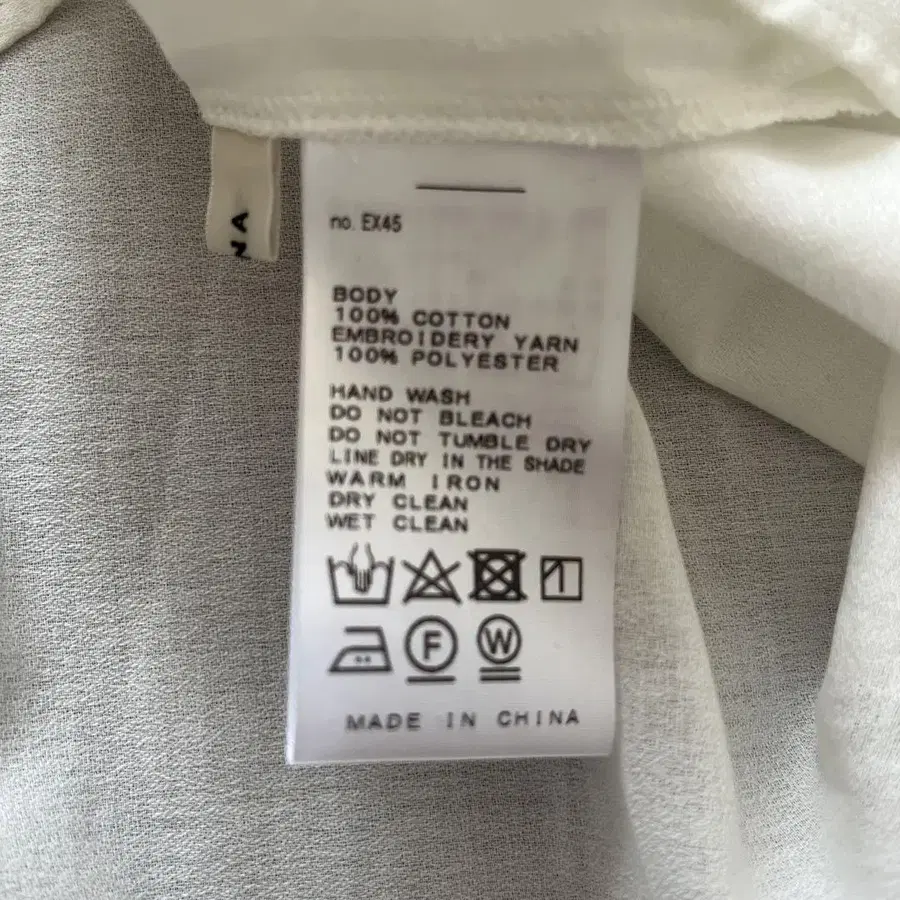 NA
no. EX45
BODY
100% COTTON
EMBROIDERY YARN
100% POLYESTER
HAND WASH
DO NOT BLEACH
DO NOT TUMBLE DRY
LINE DRY IN THE SHADE
WARM IRON
DRY CLEAN
WET CLEAN
F W
MADE IN CHINA